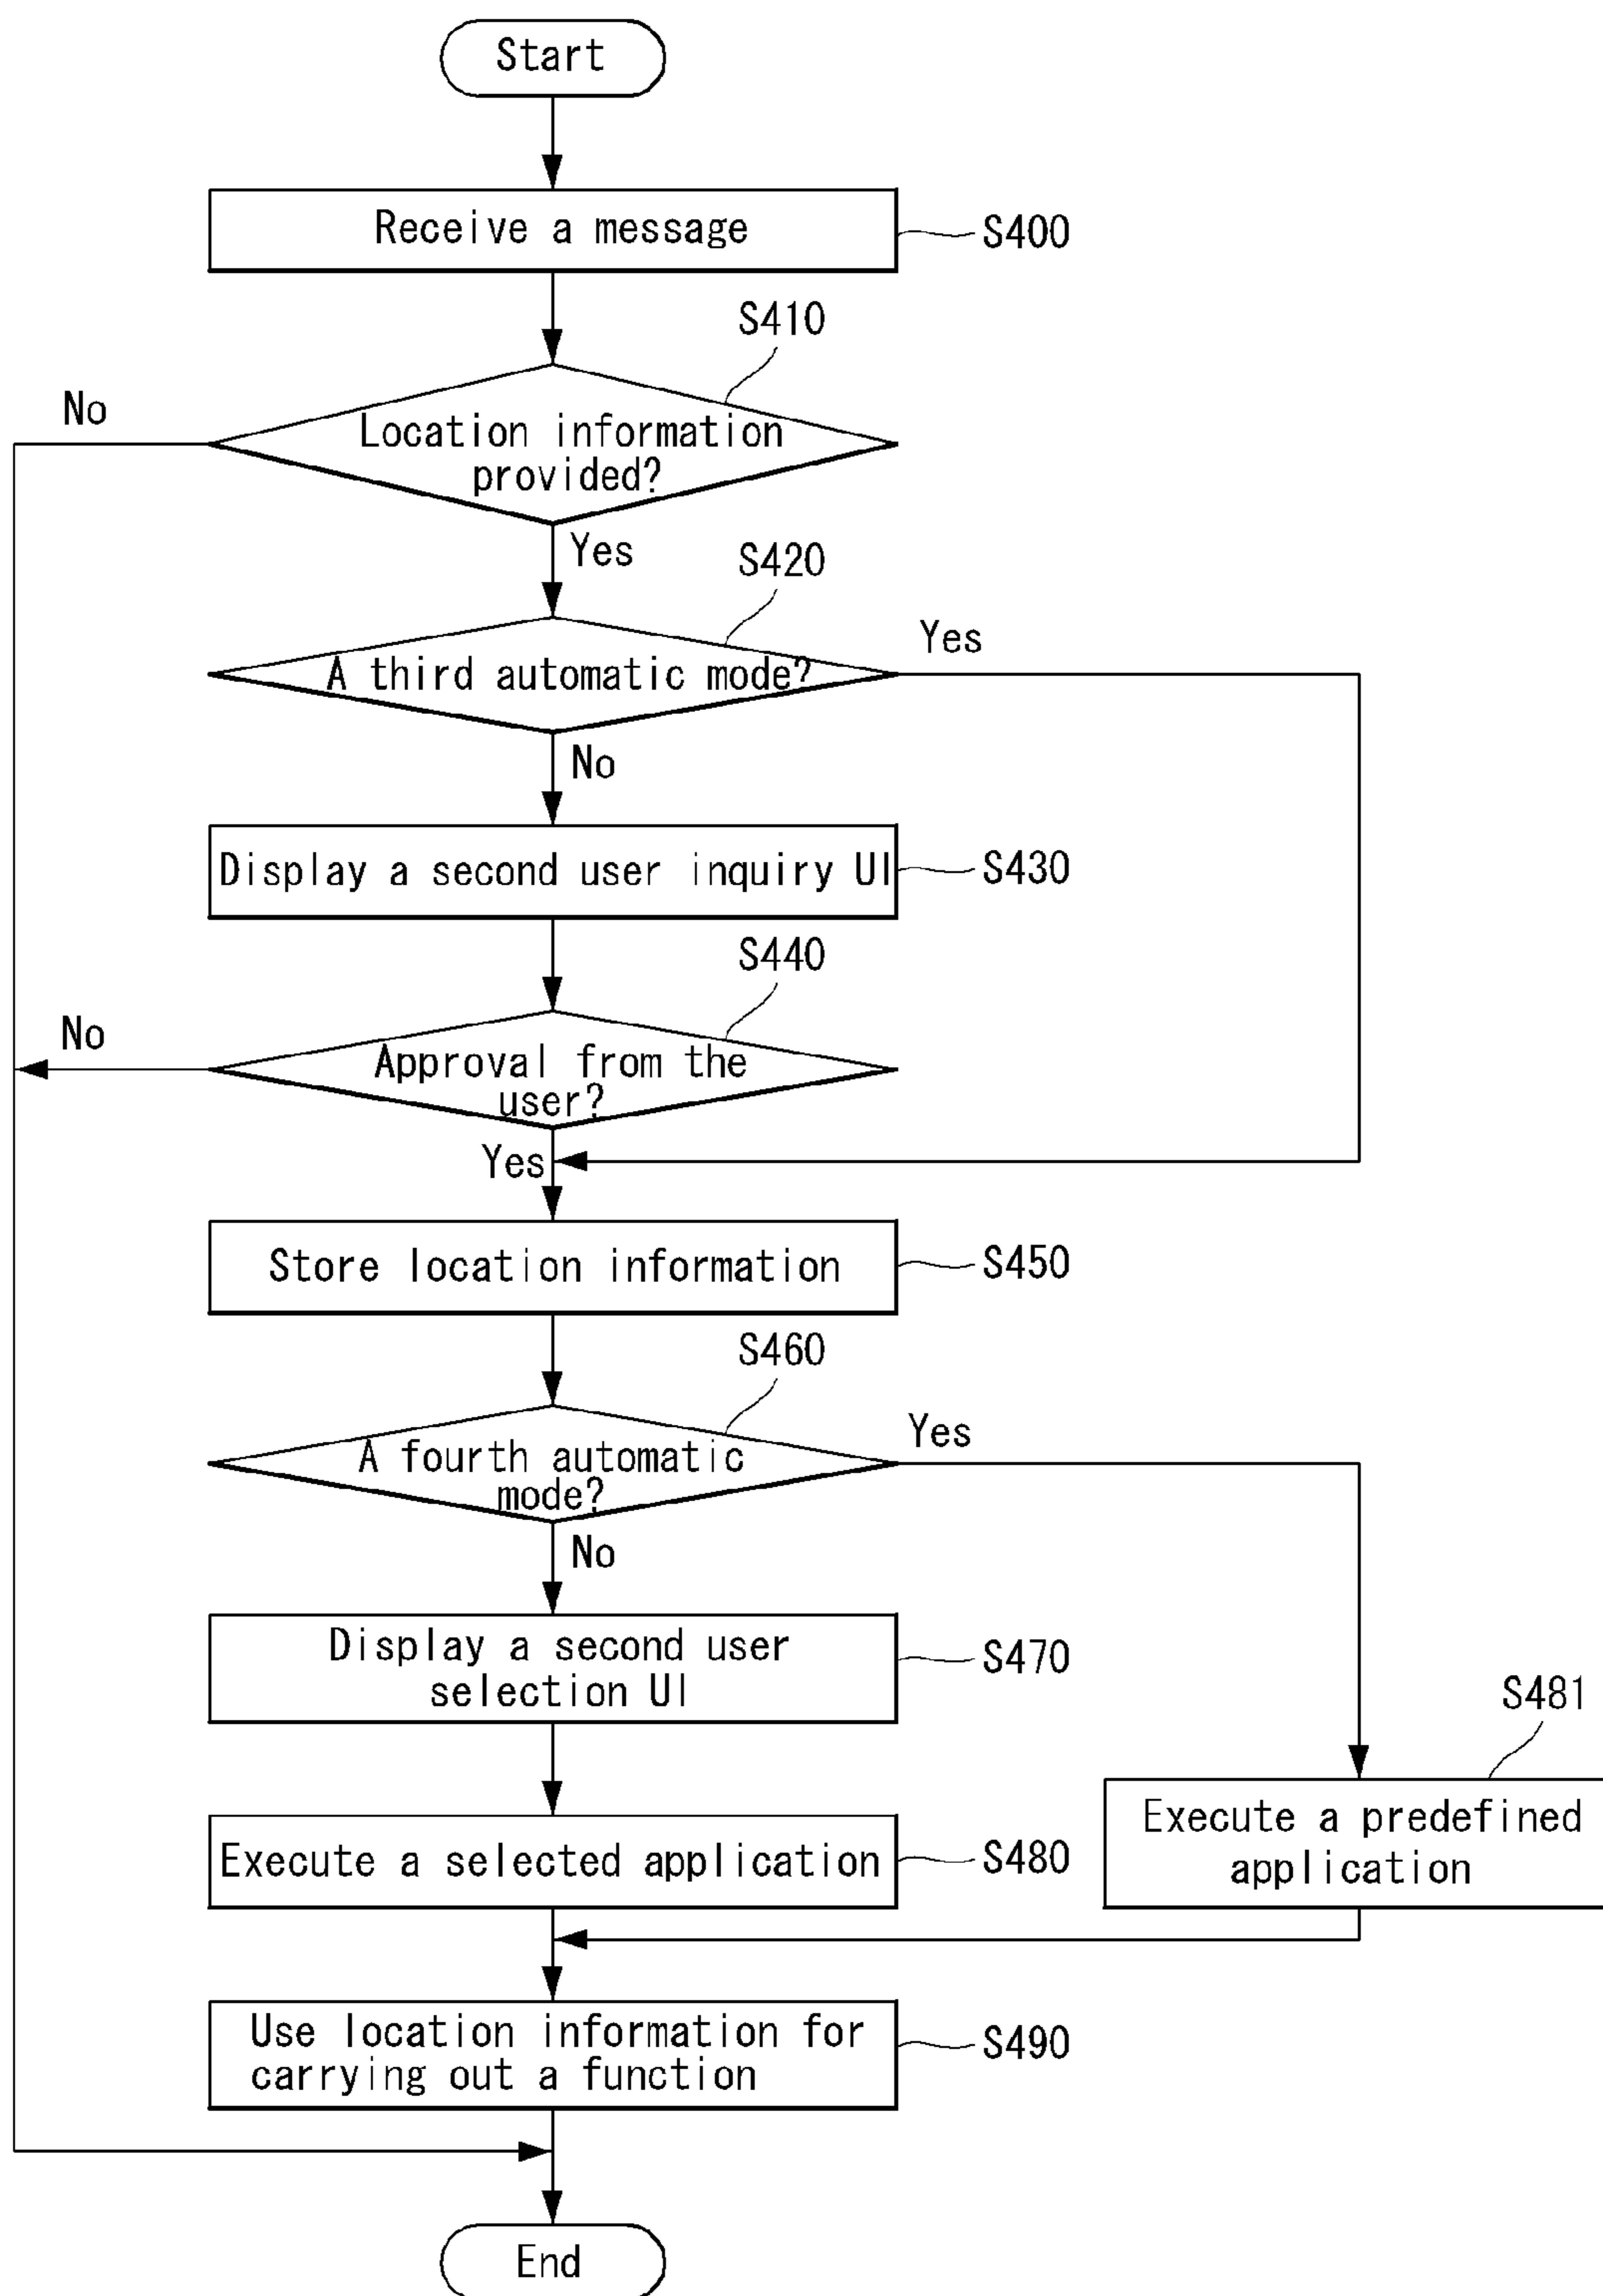 Start
Receive a message
S400
S410
No
Location information
provided?
Yes
S420
Yes
A third automatic mode?
No
Display a second user inquiry UI
S430
S440
No
Approval from the
user?
Yes
Store location information
S450
S460
Yes
A fourth automatic
mode?
No
Display a second user
selection UI
S470
S481
Execute a predefined
application
Execute a selected application
S480
Use location information for
carrying out a function
S490
End